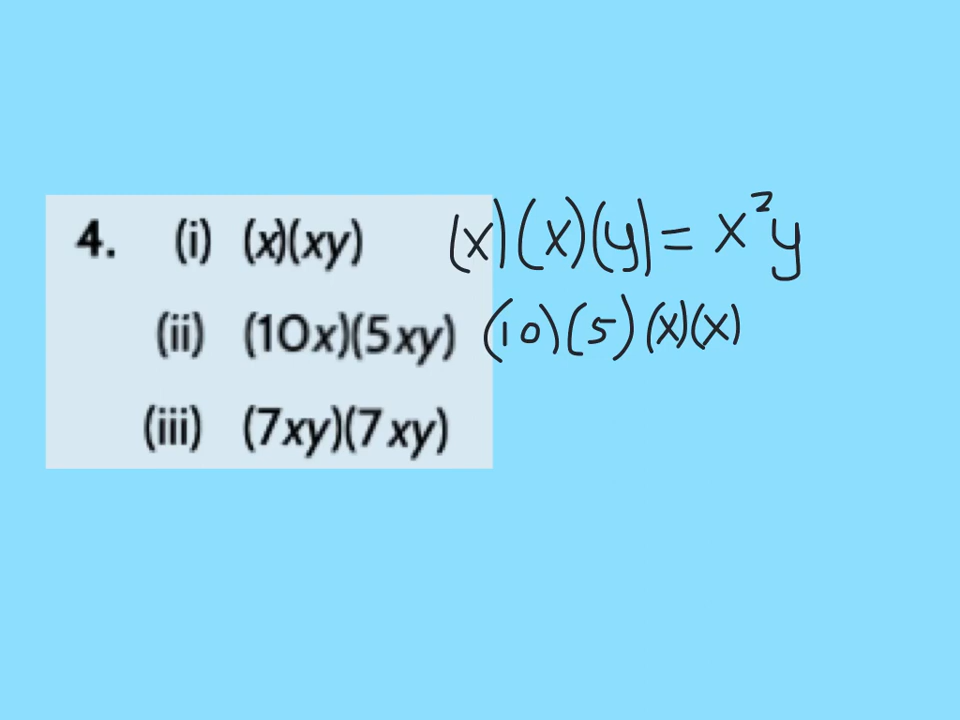 4. (i) (x)(xy) (x)(x)(y) = x²y
(ii) (10x)(5xy) (10)(5)(x)(x)
(iii) (7xy)(7xy)